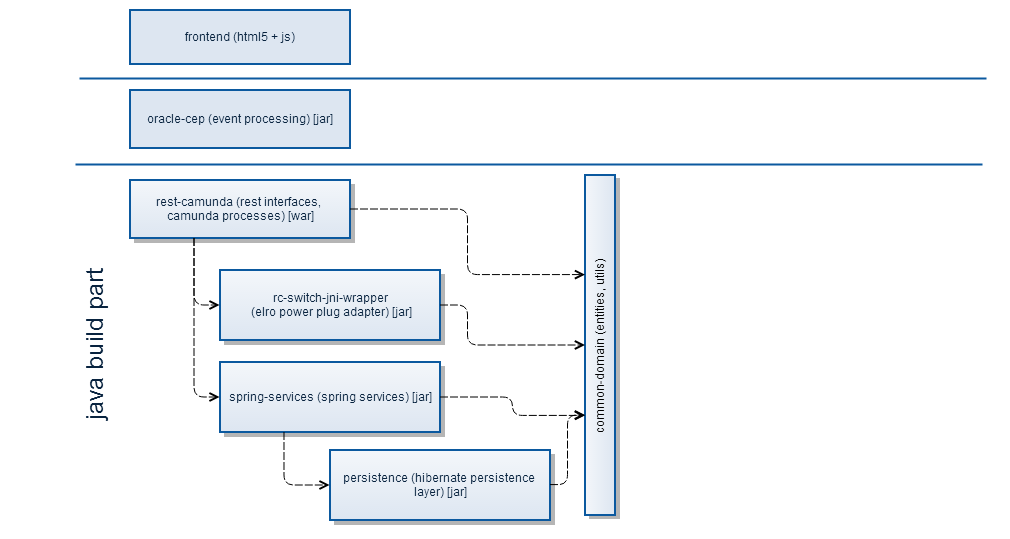 frontend (html5 + js)
oracle-cep (event processing) [jar]
rest-camunda (rest interfaces,
camunda processes) [war]
java build part
rc-switch-jni-wrapper
(elro power plug adapter) [jar]
spring-services (spring services) [jar]
persistence (hibernate persistence
layer) [jar]
common-domain (entities, utils)